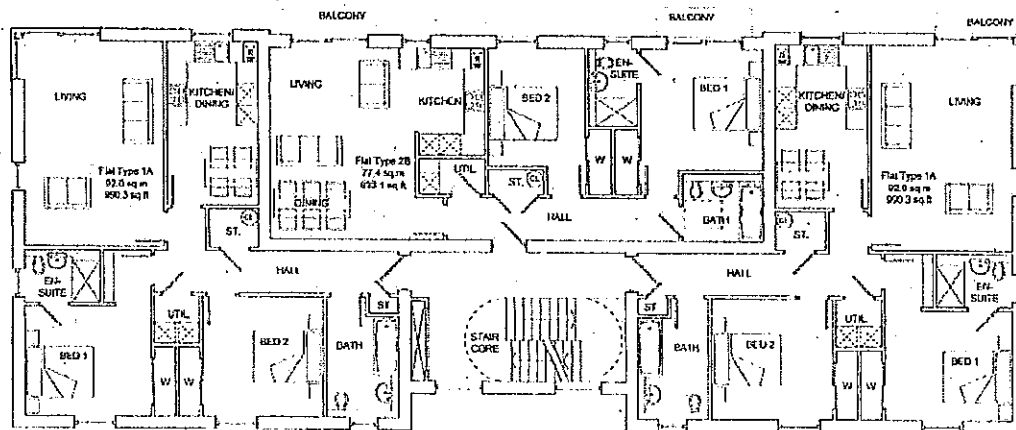 BALCONY
BALCONY
BALCONY
LIVING
KITCHEN/
DINING
Flat Type 1A
92.0 sq m
990.3 sq ft
ST.
CL
HALL
EN-
SUITE
BED 1
UTIL
W
W
BED 2
BATH
ST
LIVING
KITCHEN
Flat Type 2B
77.4 sq.m
833.1 sq ft
DINING
UTIL
BED 2
ST.
CL
HALL
EN-
SUITE
W
W
BED 1
BATH
STAIR
CORE
KITCHEN/
DINING
LIVING
Flat Type 1A
92.0 sq m
990.3 sq ft
ST.
CL
HALL
EN-
SUITE
ST
BATH
BED 2
UTIL
W
W
BED 1